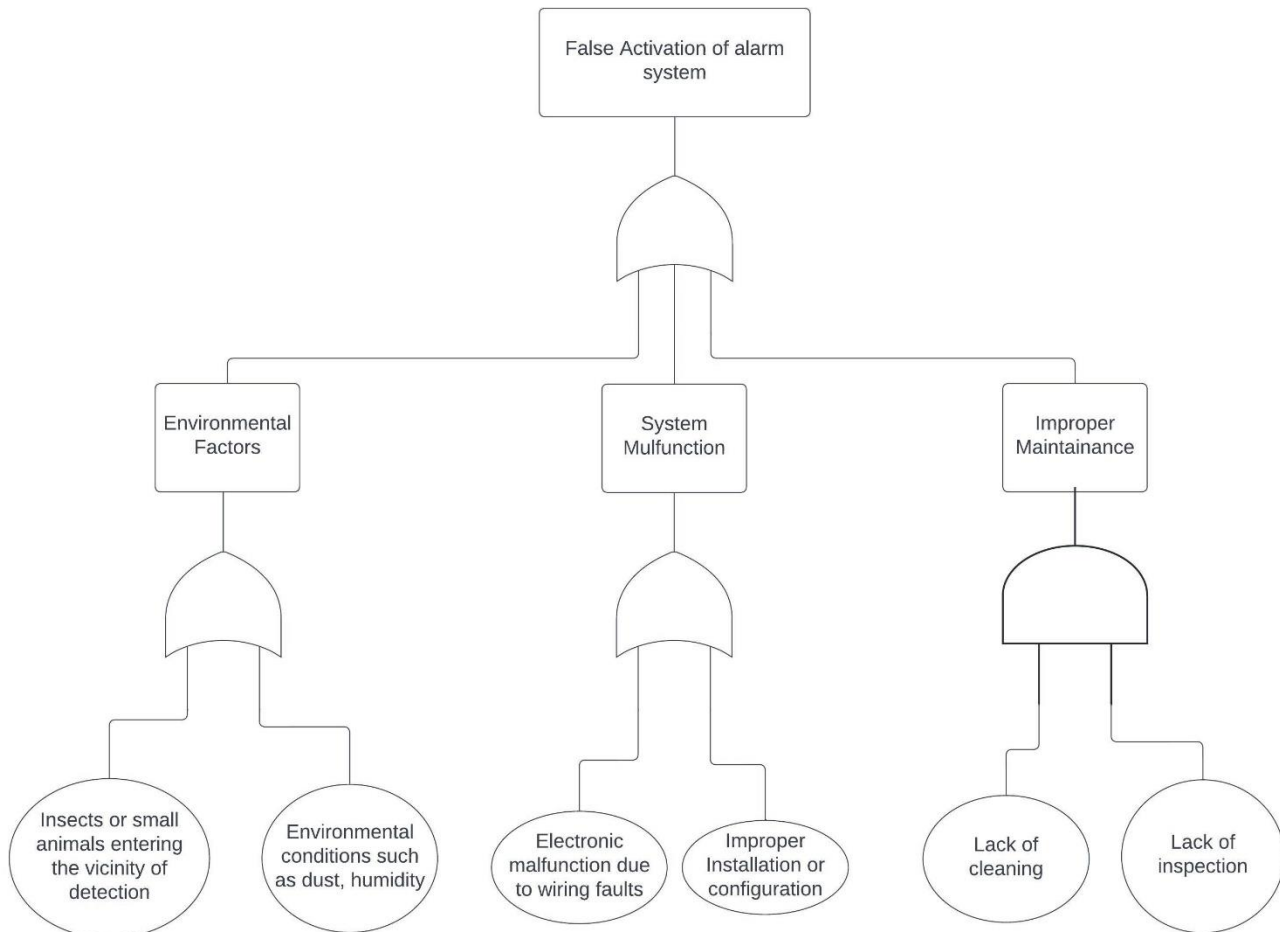 False Activation of alarm
system
Environmental
Factors
System
Mulfunction
Improper
Maintainance
Insects or small
animals entering
the vicinity of
detection
Environmental
conditions such
as dust, humidity
Electronic
malfunction due
to wiring faults
Improper
Installation or
configuration
Lack of
cleaning
Lack of
inspection